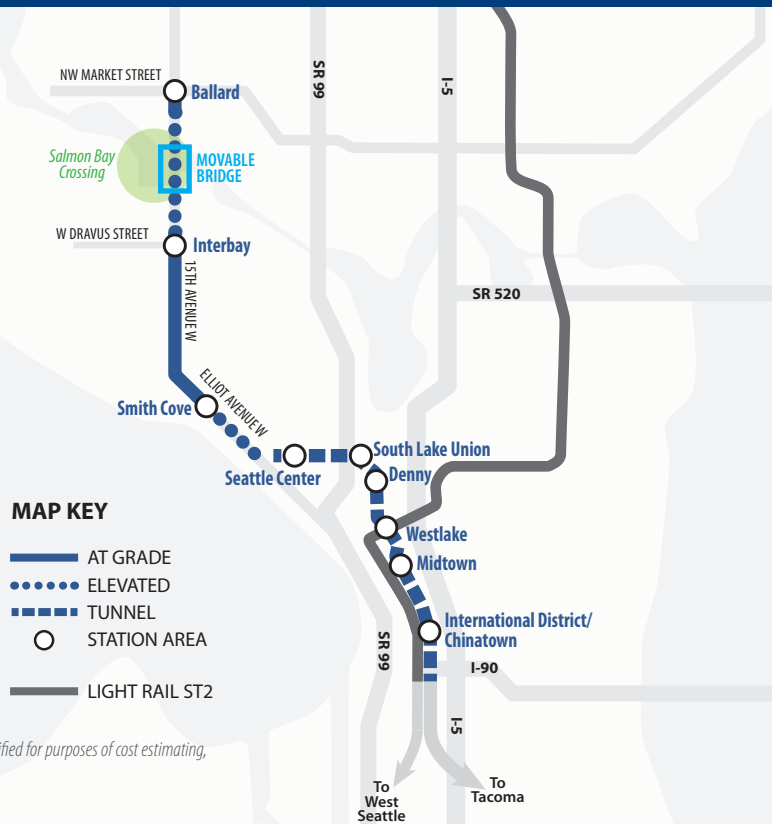 NW MARKET STREET
Ballard
SR 99
I-5
Salmon Bay
Crossing
MOVABLE
BRIDGE
W DRAVUS STREET
Interbay
15TH AVENUE W
SR 520
ELLIOT AVENUE W
Smith Cove
South Lake Union
Seattle Center
Denny
MAP KEY
Westlake
AT GRADE
Midtown
ELEVATED
TUNNEL
International District/
Chinatown
STATION AREA
SR 99
I-90
LIGHT RAIL ST2
I-5
ified for purposes of cost estimating,
To
West
Seattle
To
Tacoma